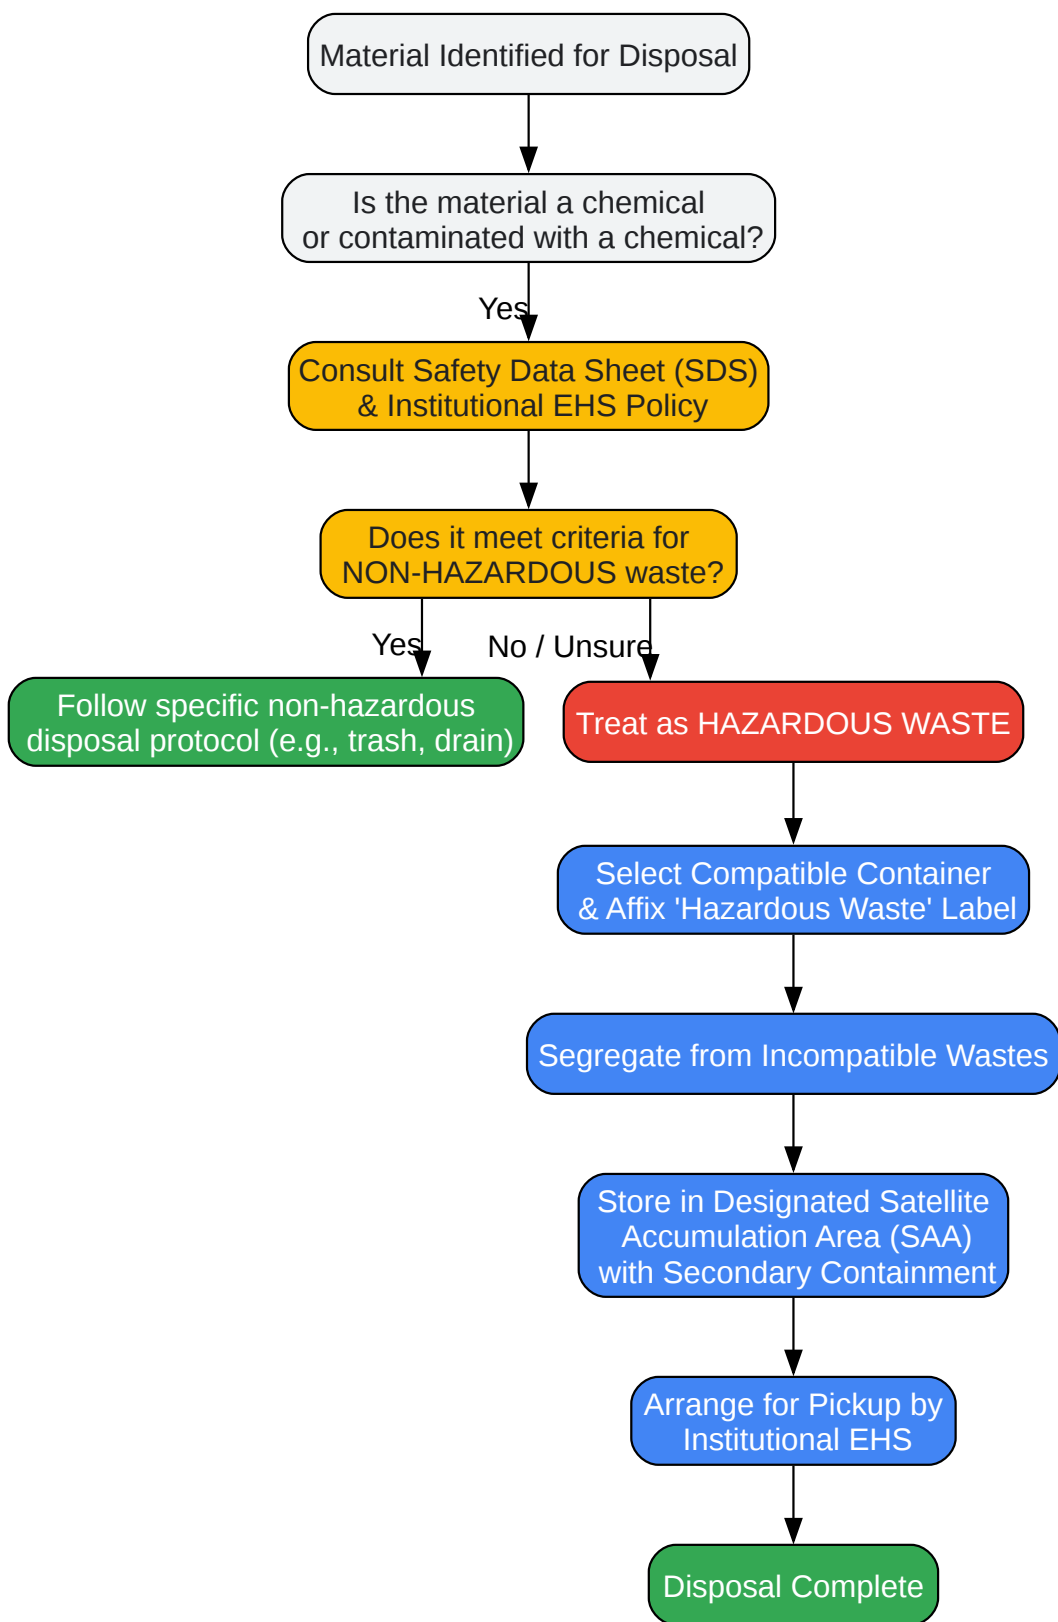 Material Identified for Disposal
Is the material a chemical
or contaminated with a chemical?
Yes
Consult Safety Data Sheet (SDS)
& Institutional EHS Policy
Does it meet criteria for
NON-HAZARDOUS waste?
Yes
No / Unsure
Follow specific non-hazardous
disposal protocol (e.g., trash, drain)
Treat as HAZARDOUS WASTE
Select Compatible Container
& Affix 'Hazardous Waste' Label
Segregate from Incompatible Wastes
Store in Designated Satellite
Accumulation Area (SAA)
with Secondary Containment
Arrange for Pickup by
Institutional EHS
Disposal Complete